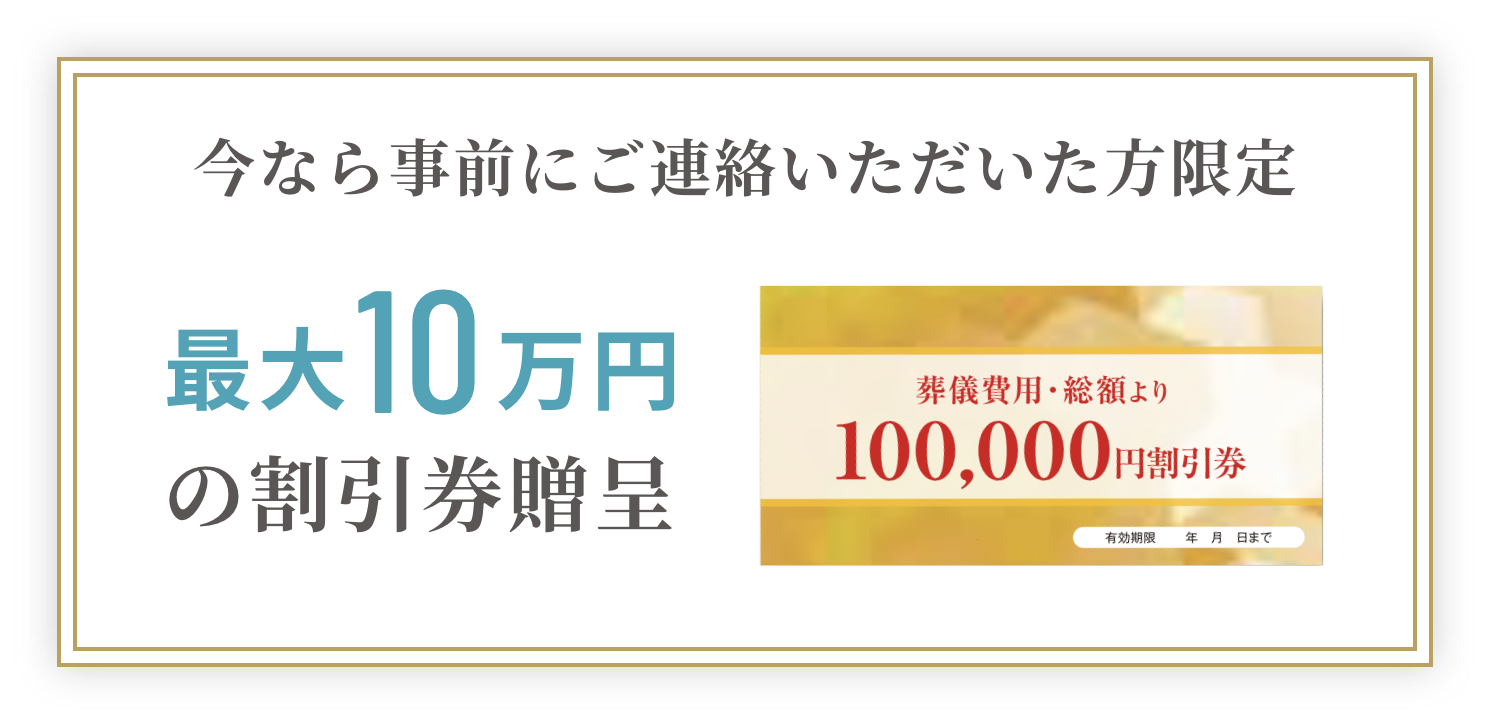 今なら事前にご連絡いただいた方限定
最大10万円
の割引券贈呈
葬儀費用・総額より
100,000円割引券
有効期限　　年　月　日まで